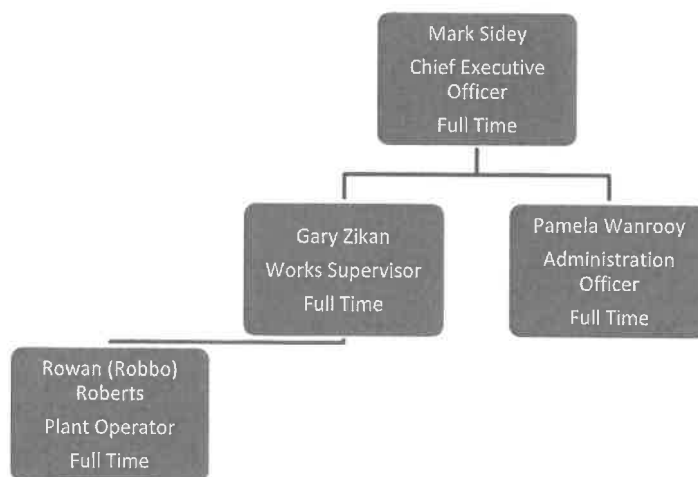 Mark Sidey
Chief Executive
Officer
Full Time
Gary Zikan
Works Supervisor
Full Time
Pamela Wanrooy
Administration
Officer
Full Time
Rowan (Robbo)
Roberts
Plant Operator
Full Time